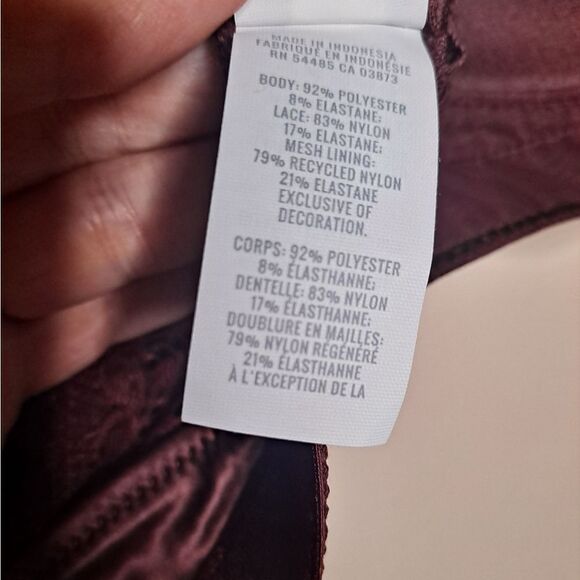 MADE IN INDONESIA
FABRIQUÉ EN INDONÉSIE
RN 54485 CA 03873
BODY: 92% POLYESTER
8% ELASTANE;
LACE: 83% NYLON
17% ELASTANE;
MESH LINING:
79% RECYCLED NYLON
21% ELASTANE
EXCLUSIVE OF
DECORATION.
CORPS: 92% POLYESTER
8% ÉLASTHANNE;
DENTELLE: 83% NYLON
17% ÉLASTHANNE;
DOUBLURE EN MAILLES:
79% NYLON RÉGÉNÉRÉ
21% ÉLASTHANNE
À L'EXCEPTION DE LA